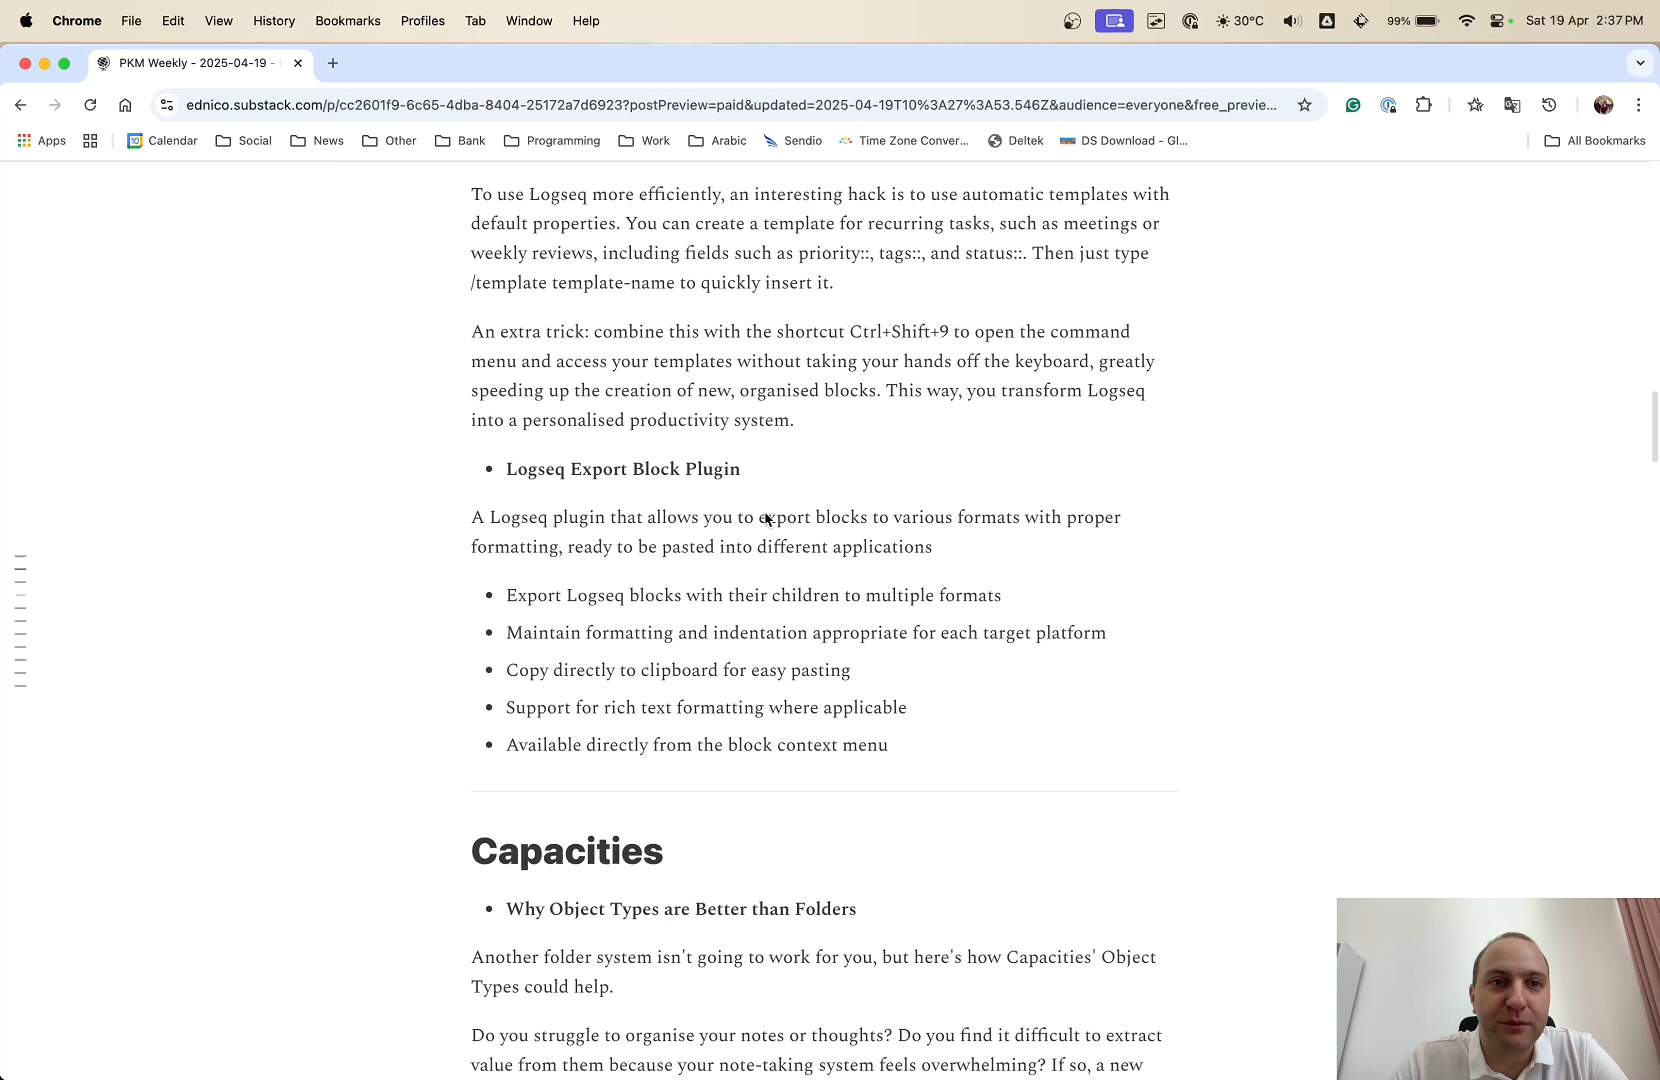 Chrome File Edit View History Bookmarks Profiles Tab Window Help 30°C 99% Sat 19 Apr 2:37 PM
PKM Weekly - 2025-04-19 -
ednico.substack.com/p/cc2601f9-6c65-4dba-8404-25172a7d6923?postPreview=paid&updated=2025-04-19T10%3A27%3A53.546Z&audience=everyone&free_previe...
Apps Calendar Social News Other Bank Programming Work Arabic Sendio Time Zone Conver... Deltek DS Download - Gl... All Bookmarks
To use Logseq more efficiently, an interesting hack is to use automatic templates with
default properties. You can create a template for recurring tasks, such as meetings or
weekly reviews, including fields such as priority::, tags::, and status::. Then just type
/template template-name to quickly insert it.
An extra trick: combine this with the shortcut Ctrl+Shift+9 to open the command
menu and access your templates without taking your hands off the keyboard, greatly
speeding up the creation of new, organised blocks. This way, you transform Logseq
into a personalised productivity system.
• Logseq Export Block Plugin
A Logseq plugin that allows you to export blocks to various formats with proper
formatting, ready to be pasted into different applications
• Export Logseq blocks with their children to multiple formats
• Maintain formatting and indentation appropriate for each target platform
• Copy directly to clipboard for easy pasting
• Support for rich text formatting where applicable
• Available directly from the block context menu
Capacities
• Why Object Types are Better than Folders
Another folder system isn't going to work for you, but here's how Capacities' Object
Types could help.
Do you struggle to organise your notes or thoughts? Do you find it difficult to extract
value from them because your note-taking system feels overwhelming? If so, a new